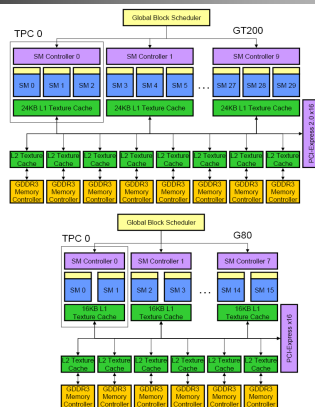 Global Block Scheduler
GT200
TPC 0
SM Controller 0
SM Controller 1
SM Controller 9
SM 0
SM 1
SM 2
SM 3
SM 4
SM 5
...
SM 27
SM 28
SM 29
24KB L1 Texture Cache
24KB L1 Texture Cache
24KB L1 Texture Cache
PCI-Express 2.0 x16
L2 Texture
Cache
L2 Texture
Cache
L2 Texture
Cache
L2 Texture
Cache
L2 Texture
Cache
L2 Texture
Cache
L2 Texture
Cache
L2 Texture
Cache
GDDR3
Memory
Controller
GDDR3
Memory
Controller
GDDR3
Memory
Controller
GDDR3
Memory
Controller
GDDR3
Memory
Controller
GDDR3
Memory
Controller
GDDR3
Memory
Controller
GDDR3
Memory
Controller
Global Block Scheduler
G80
TPC 0
SM Controller 0
SM Controller 1
SM Controller 7
SM 0
SM 1
SM 2
SM 3
...
SM 14
SM 15
16KB L1
Texture Cache
16KB L1
Texture Cache
16KB L1
Texture Cache
PCI-Express x16
L2 Texture
Cache
L2 Texture
Cache
L2 Texture
Cache
L2 Texture
Cache
L2 Texture
Cache
L2 Texture
Cache
GDDR3
Memory
Controller
GDDR3
Memory
Controller
GDDR3
Memory
Controller
GDDR3
Memory
Controller
GDDR3
Memory
Controller
GDDR3
Memory
Controller